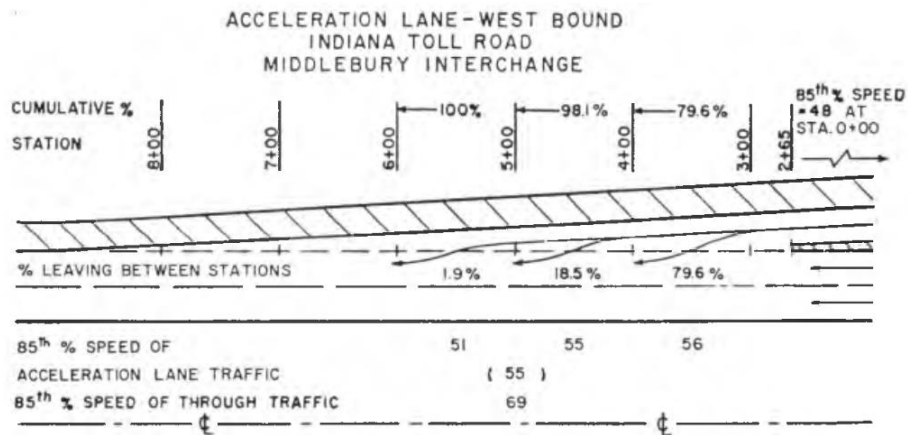 ACCELERATION LANE-WEST BOUND
INDIANA TOLL ROAD
MIDDLEBURY INTERCHANGE
CUMULATIVE % 100% 98.1% 79.6% 85th % SPEED
= 48 AT
STA. 0+00
STATION 8+00 7+00 6+00 5+00 4+00 3+00 2+65
% LEAVING BETWEEN STATIONS 1.9% 18.5% 79.6%
85th % SPEED OF 51 55 56
ACCELERATION LANE TRAFFIC ( 55 )
85th % SPEED OF THROUGH TRAFFIC 69
℄ ℄